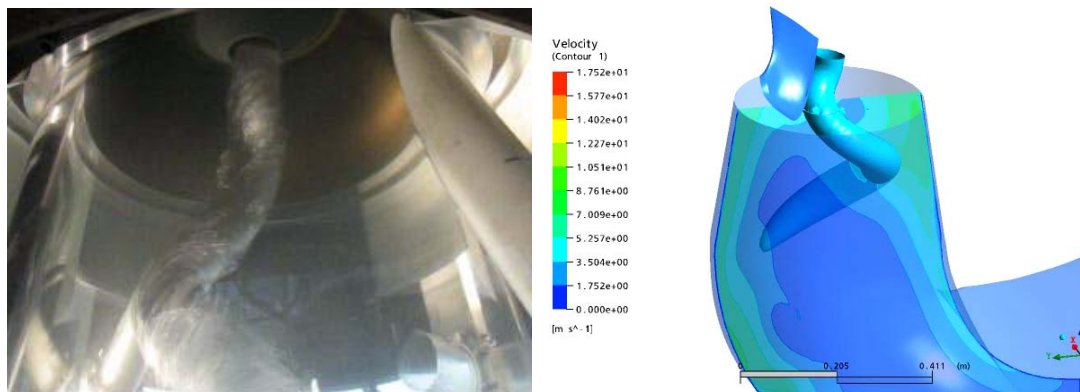 Velocity
(Contour 1)
1.752e+01
1.577e+01
1.402e+01
1.227e+01
1.051e+01
8.761e+00
7.009e+00
5.257e+00
3.504e+00
1.752e+00
0.000e+00
[m s^-1]
0 0.205 0.411 (m)
X
Y